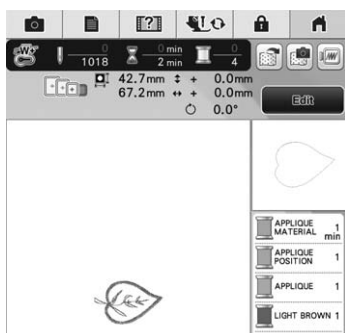 0 0 min 0
1018 2 min 4
42.7mm ↕ + 0.0mm
67.2mm ↔ + 0.0mm
0.0°
Edit
APPLIQUE MATERIAL 1 min
APPLIQUE POSITION 1
APPLIQUE 1
LIGHT BROWN 1